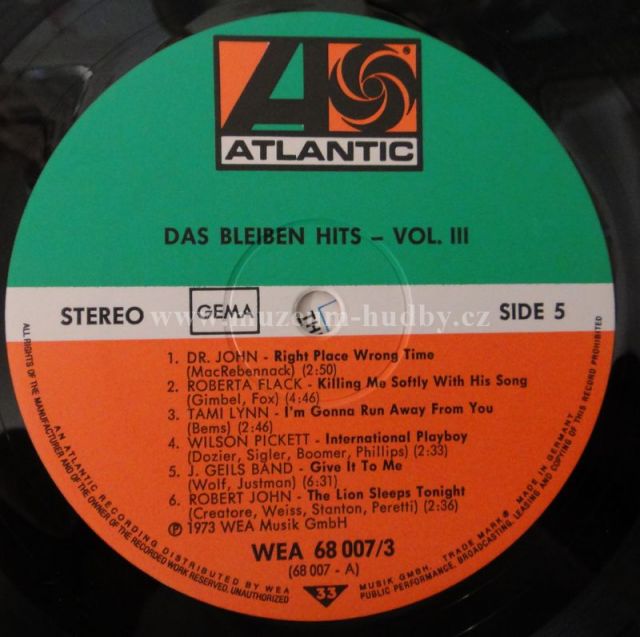 ATLANTIC
DAS BLEIBEN HITS – VOL. III
STEREO GEMA SIDE 5
www.muzeum-hudby.cz
1. DR. JOHN - Right Place Wrong Time
(MacRebennack) (2:50)
2. ROBERTA FLACK - Killing Me Softly With His Song
(Gimbel, Fox) (4:46)
3. TAMI LYNN - I'm Gonna Run Away From You
(Berns) (2:46)
4. WILSON PICKETT - International Playboy
(Dozier, Sigler, Boomer, Phillips) (2:33)
5. J. GEILS BAND - Give It To Me
(Wolf, Justman) (6:31)
6. ROBERT JOHN - The Lion Sleeps Tonight
(Creatore, Weiss, Stanton, Peretti) (2:36)
Ⓟ 1973 WEA Musik GmbH
WEA 68 007/3
(68 007 - A)
33
ALL RIGHTS OF THE MANUFACTURER AND OF THE OWNER OF THE RECORDED WORK RESERVED. UNAUTHORIZED PUBLIC PERFORMANCE, BROADCASTING, LEASING AND COPYING OF THIS RECORD PROHIBITED
AN ATLANTIC RECORDING DISTRIBUTED BY WEA MUSIK GMBH. TRADE MARK® MADE IN GERMANY